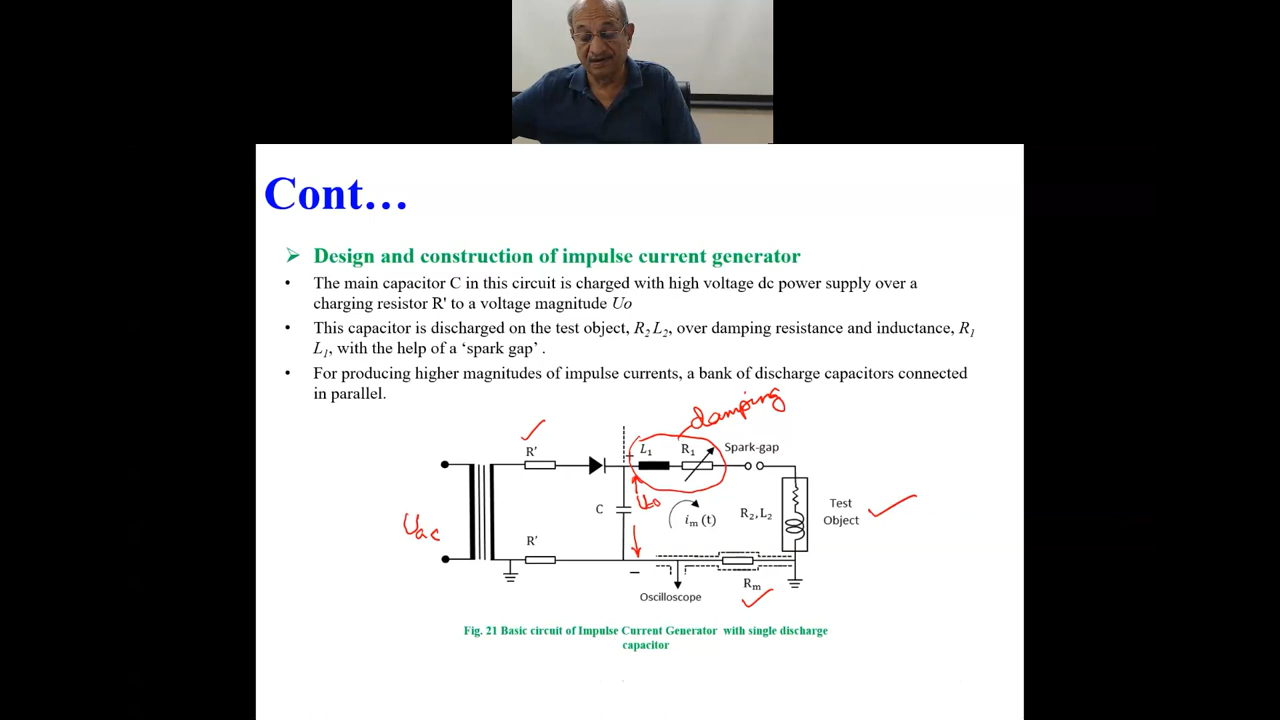 Cont…
➢ Design and construction of impulse current generator
• The main capacitor C in this circuit is charged with high voltage dc power supply over a
charging resistor R' to a voltage magnitude Uo
• This capacitor is discharged on the test object, R2 L2, over damping resistance and inductance, R1
L1, with the help of a ‘spark gap’ .
• For producing higher magnitudes of impulse currents, a bank of discharge capacitors connected
in parallel.
damping
R' + L1 R1 Spark-gap
C Uo im (t) R2, L2 Test
Object
Uac
R'
−
Rm
Oscilloscope
Fig. 21 Basic circuit of Impulse Current Generator with single discharge
capacitor